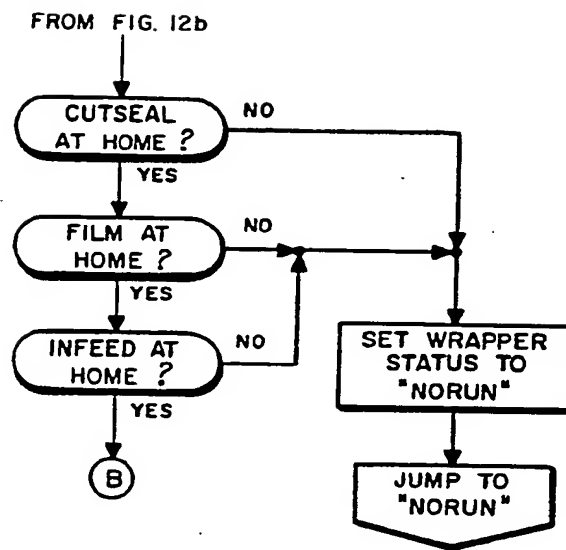 FROM FIG. 12b
CUTSEAL
AT HOME ?
NO
YES
FILM AT
HOME ?
NO
YES
INFEED AT
HOME ?
NO
YES
B
SET WRAPPER
STATUS TO
"NORUN"
JUMP TO
"NORUN"